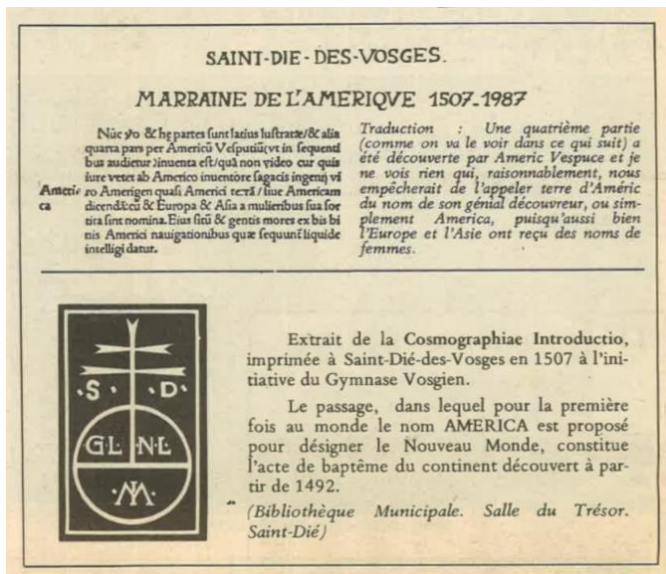 SAINT-DIE-DES-VOSGES.
MARRAINE DE L'AMERIQVE 1507-1987
Nūc ỿo & hę partes sunt latius lustratæ/& alia
quarta pars per Americū Vesputiū(vt in sequenti
bus audietur)inuenta est/quā non video cur quis
iure vetet ab Americo inuentore sagacis ingenij vi
Americ ro Amerigen quasi Americi terrā / siue Americam
ca dicendā:cū & Europa & Asia a mulieribus sua sor
tita sint nomina. Eius sitū & gentis mores ex bis bi
nis Americi nauigationibus quæ sequunt liquide
intelligi datur.
Traduction : Une quatrième partie
(comme on va le voir dans ce qui suit) a
été découverte par Americ Vespuce et je
ne vois rien qui, raisonnablement, nous
empêcherait de l'appeler terre d'Améric
du nom de son génial découvreur, ou sim-
plement America, puisqu'aussi bien
l'Europe et l'Asie ont reçu des noms de
femmes.
·S· ·D·
G·L· N·L·
·M·
Extrait de la Cosmographiae Introductio,
imprimée à Saint-Dié-des-Vosges en 1507 à l'ini-
tiative du Gymnase Vosgien.
Le passage, dans lequel pour la première
fois au monde le nom AMERICA est proposé
pour désigner le Nouveau Monde, constitue
l'acte de baptême du continent découvert à par-
tir de 1492.
(Bibliothèque Municipale. Salle du Trésor.
Saint-Dié)